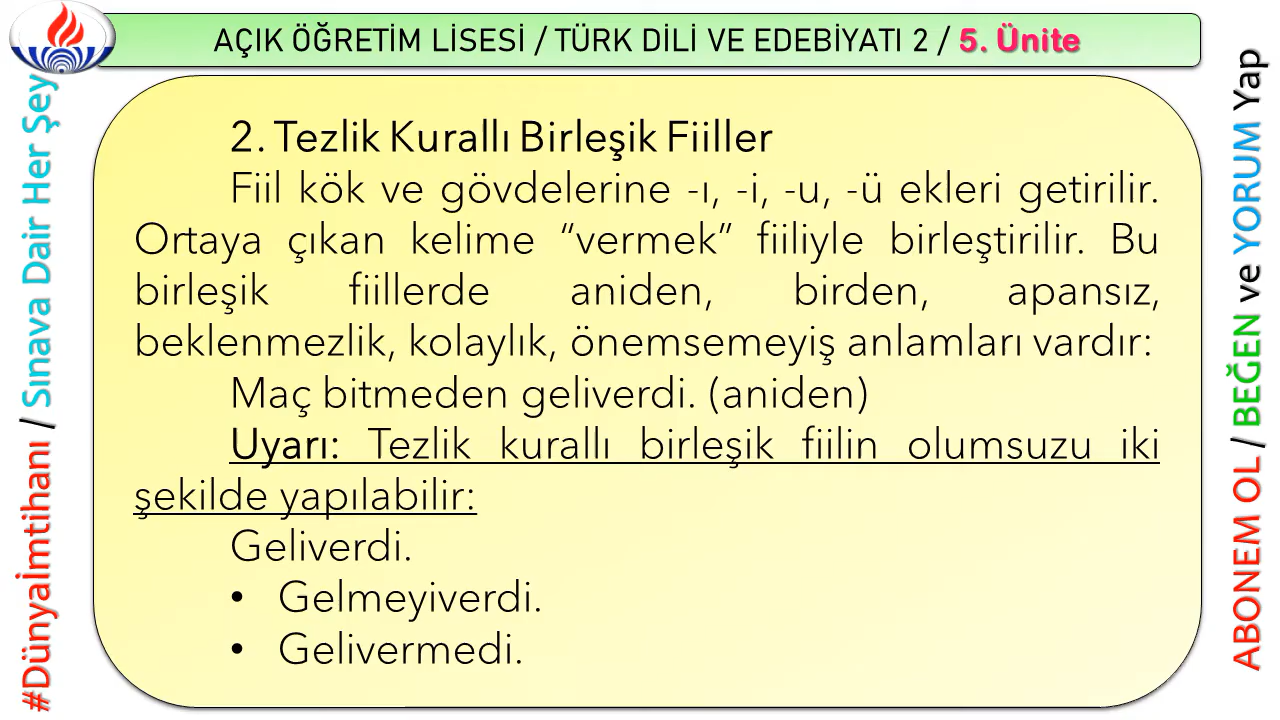 AÇIK ÖĞRETİM LİSESİ / TÜRK DİLİ VE EDEBİYATI 2 / 5. Ünite
#Dünyaİmtihanı / Sınava Dair Her Şey
2. Tezlik Kurallı Birleşik Fiiller
Fiil kök ve gövdelerine -ı, -i, -u, -ü ekleri getirilir.
Ortaya çıkan kelime “vermek” fiiliyle birleştirilir. Bu
birleşik fiillerde aniden, birden, apansız,
beklenmezlik, kolaylık, önemsemeyiş anlamları vardır:
Maç bitmeden geliverdi. (aniden)
Uyarı: Tezlik kurallı birleşik fiilin olumsuzu iki
şekilde yapılabilir:
Geliverdi.
• Gelmeyiverdi.
• Gelivermedi.
ABONEM OL / BEĞEN ve YORUM Yap